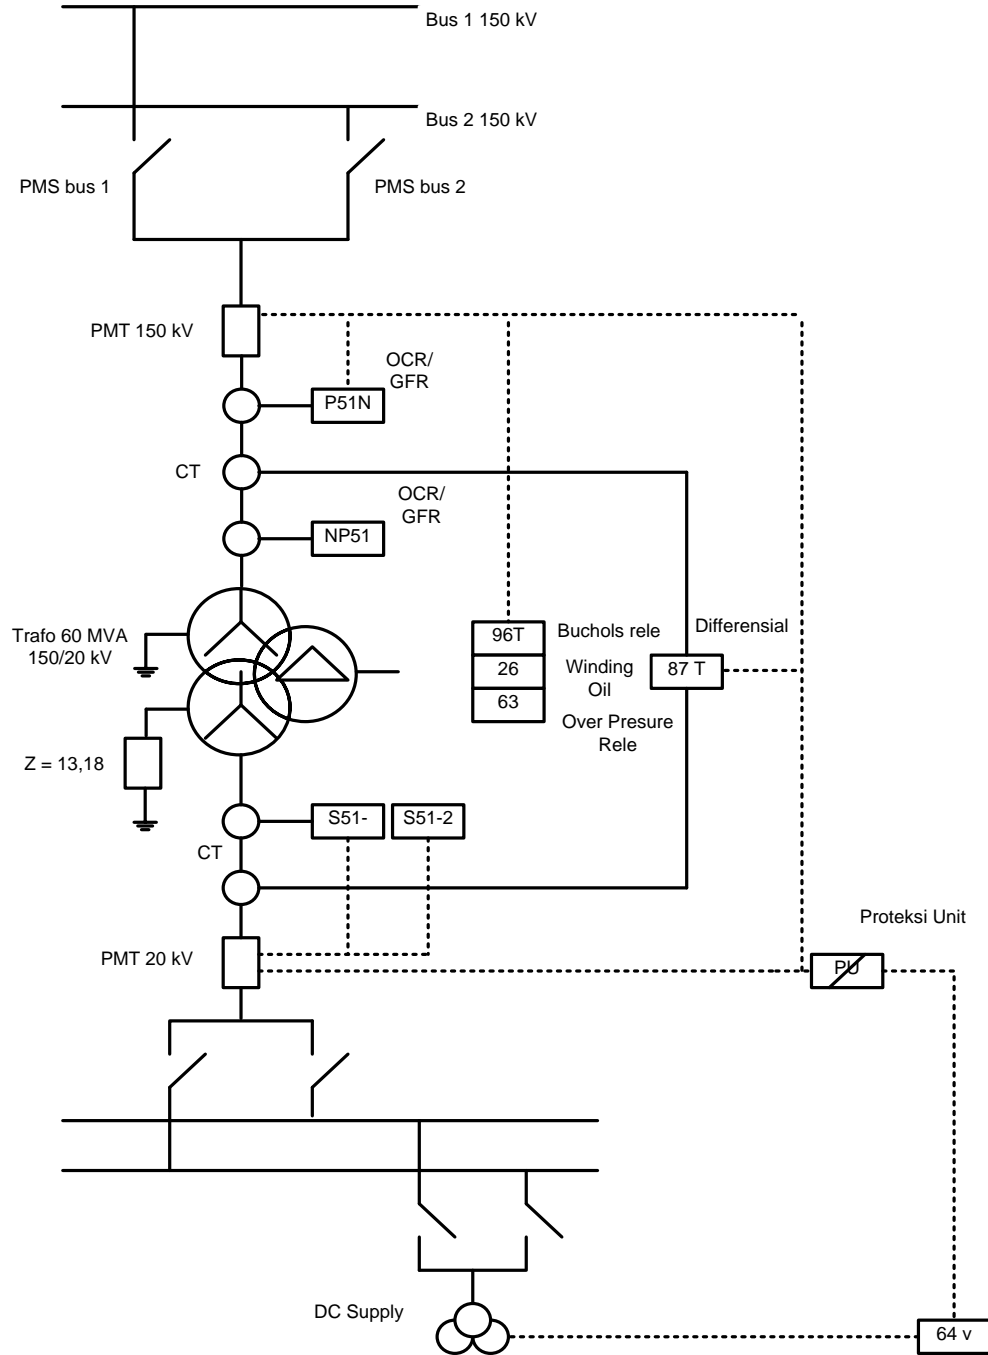 Bus 1 150 kV
Bus 2 150 kV
PMS bus 1
PMS bus 2
PMT 150 kV
OCR/
GFR
P51N
CT
OCR/
GFR
NP51
Trafo 60 MVA
150/20 kV
96T
Buchols rele
Differensial
26
Winding
Oil
87 T
63
Over Presure
Rele
Z = 13,18
S51-
S51-2
CT
Proteksi Unit
PMT 20 kV
PU
DC Supply
64 v